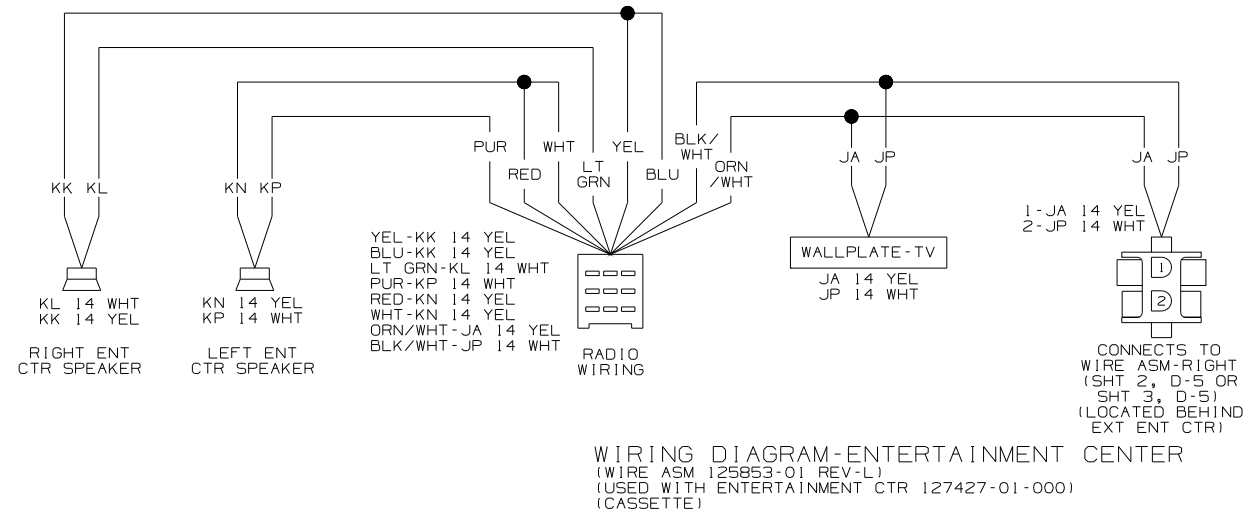 PUR
RED
WHT
LT
GRN
YEL
BLU
BLK/
WHT
ORN
/WHT
JA JP
JA JP
KK KL
KN KP
KL 14 WHT
KK 14 YEL
RIGHT ENT
CTR SPEAKER
KN 14 YEL
KP 14 WHT
LEFT ENT
CTR SPEAKER
YEL-KK 14 YEL
BLU-KK 14 YEL
LT GRN-KL 14 WHT
PUR-KP 14 WHT
RED-KN 14 YEL
WHT-KN 14 YEL
ORN/WHT-JA 14 YEL
BLK/WHT-JP 14 WHT
RADIO
WIRING
WALLPLATE-TV
JA 14 YEL
JP 14 WHT
1-JA 14 YEL
2-JP 14 WHT
1
2
CONNECTS TO
WIRE ASM-RIGHT
(SHT 2, D-5 OR
SHT 3, D-5)
(LOCATED BEHIND
EXT ENT CTR)
WIRING DIAGRAM-ENTERTAINMENT CENTER
(WIRE ASM 125853-01 REV-L)
(USED WITH ENTERTAINMENT CTR 127427-01-000)
(CASSETTE)